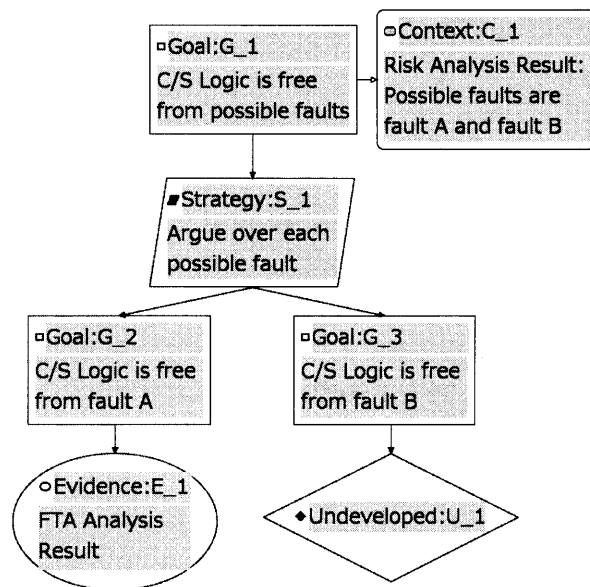 Goal:G_1
C/S Logic is free
from possible faults
Context:C_1
Risk Analysis Result:
Possible faults are
fault A and fault B
Strategy:S_1
Argue over each
possible fault
Goal:G_2
C/S Logic is free
from fault A
Goal:G_3
C/S Logic is free
from fault B
Evidence:E_1
FTA Analysis
Result
Undeveloped:U_1